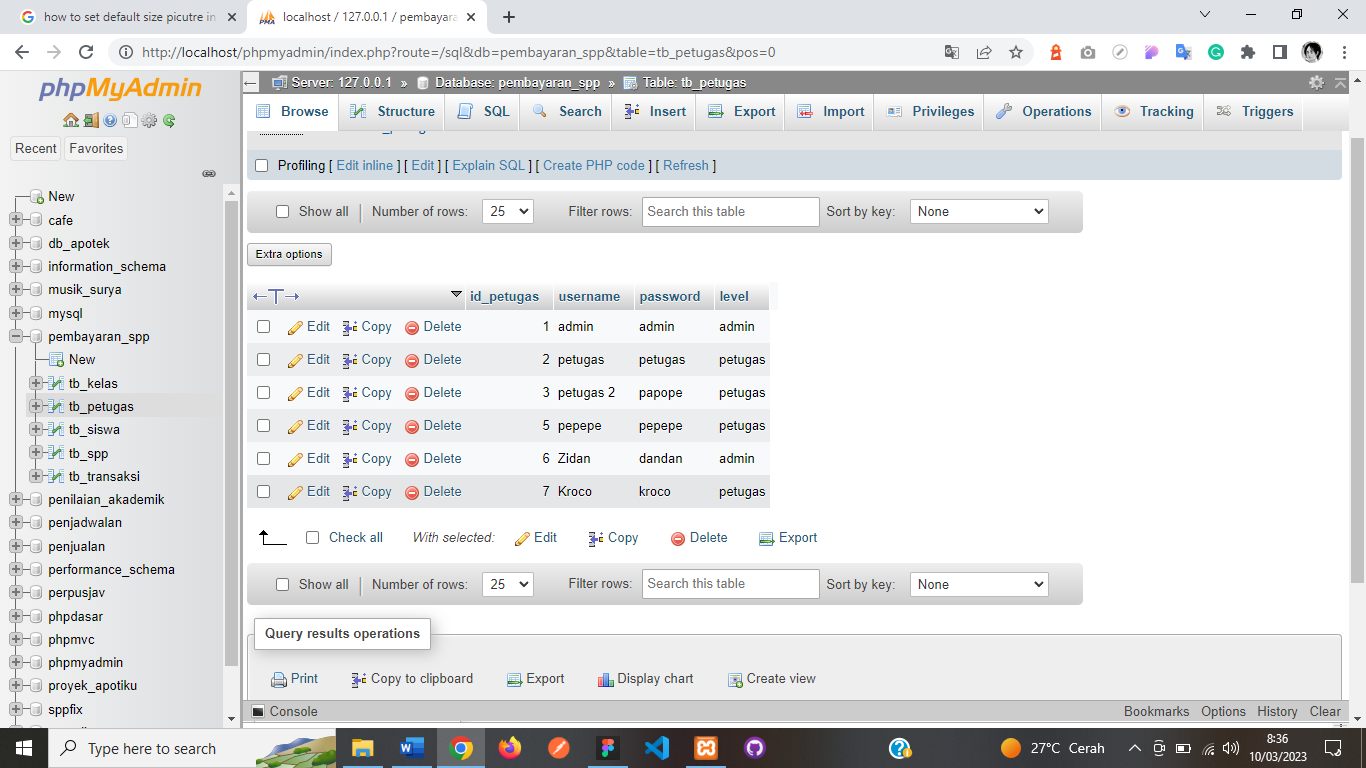 how to set default size picutre in
localhost / 127.0.0.1 / pembayara
http://localhost/phpmyadmin/index.php?route=/sql&db=pembayaran_spp&table=tb_petugas&pos=0
phpMyAdmin
Recent Favorites
New
cafe
db_apotek
information_schema
musik_surya
mysql
pembayaran_spp
New
tb_kelas
tb_petugas
tb_siswa
tb_spp
tb_transaksi
penilaian_akademik
penjadwalan
penjualan
performance_schema
perpusjav
phpdasar
phpmvc
phpmyadmin
proyek_apotiku
sppfix
Server: 127.0.0.1 » Database: pembayaran_spp » Table: tb_petugas
Browse Structure SQL Search Insert Export Import Privileges Operations Tracking Triggers
Profiling [ Edit inline ] [ Edit ] [ Explain SQL ] [ Create PHP code ] [ Refresh ]
Show all Number of rows: 25 Filter rows: Search this table Sort by key: None
Extra options
id_petugas username password level
Edit Copy Delete 1 admin admin admin
Edit Copy Delete 2 petugas petugas petugas
Edit Copy Delete 3 petugas 2 papope petugas
Edit Copy Delete 5 pepepe pepepe petugas
Edit Copy Delete 6 Zidan dandan admin
Edit Copy Delete 7 Kroco kroco petugas
Check all With selected: Edit Copy Delete Export
Show all Number of rows: 25 Filter rows: Search this table Sort by key: None
Query results operations
Print Copy to clipboard Export Display chart Create view
Console Bookmarks Options History Clear
Type here to search
27°C Cerah
8:36
10/03/2023